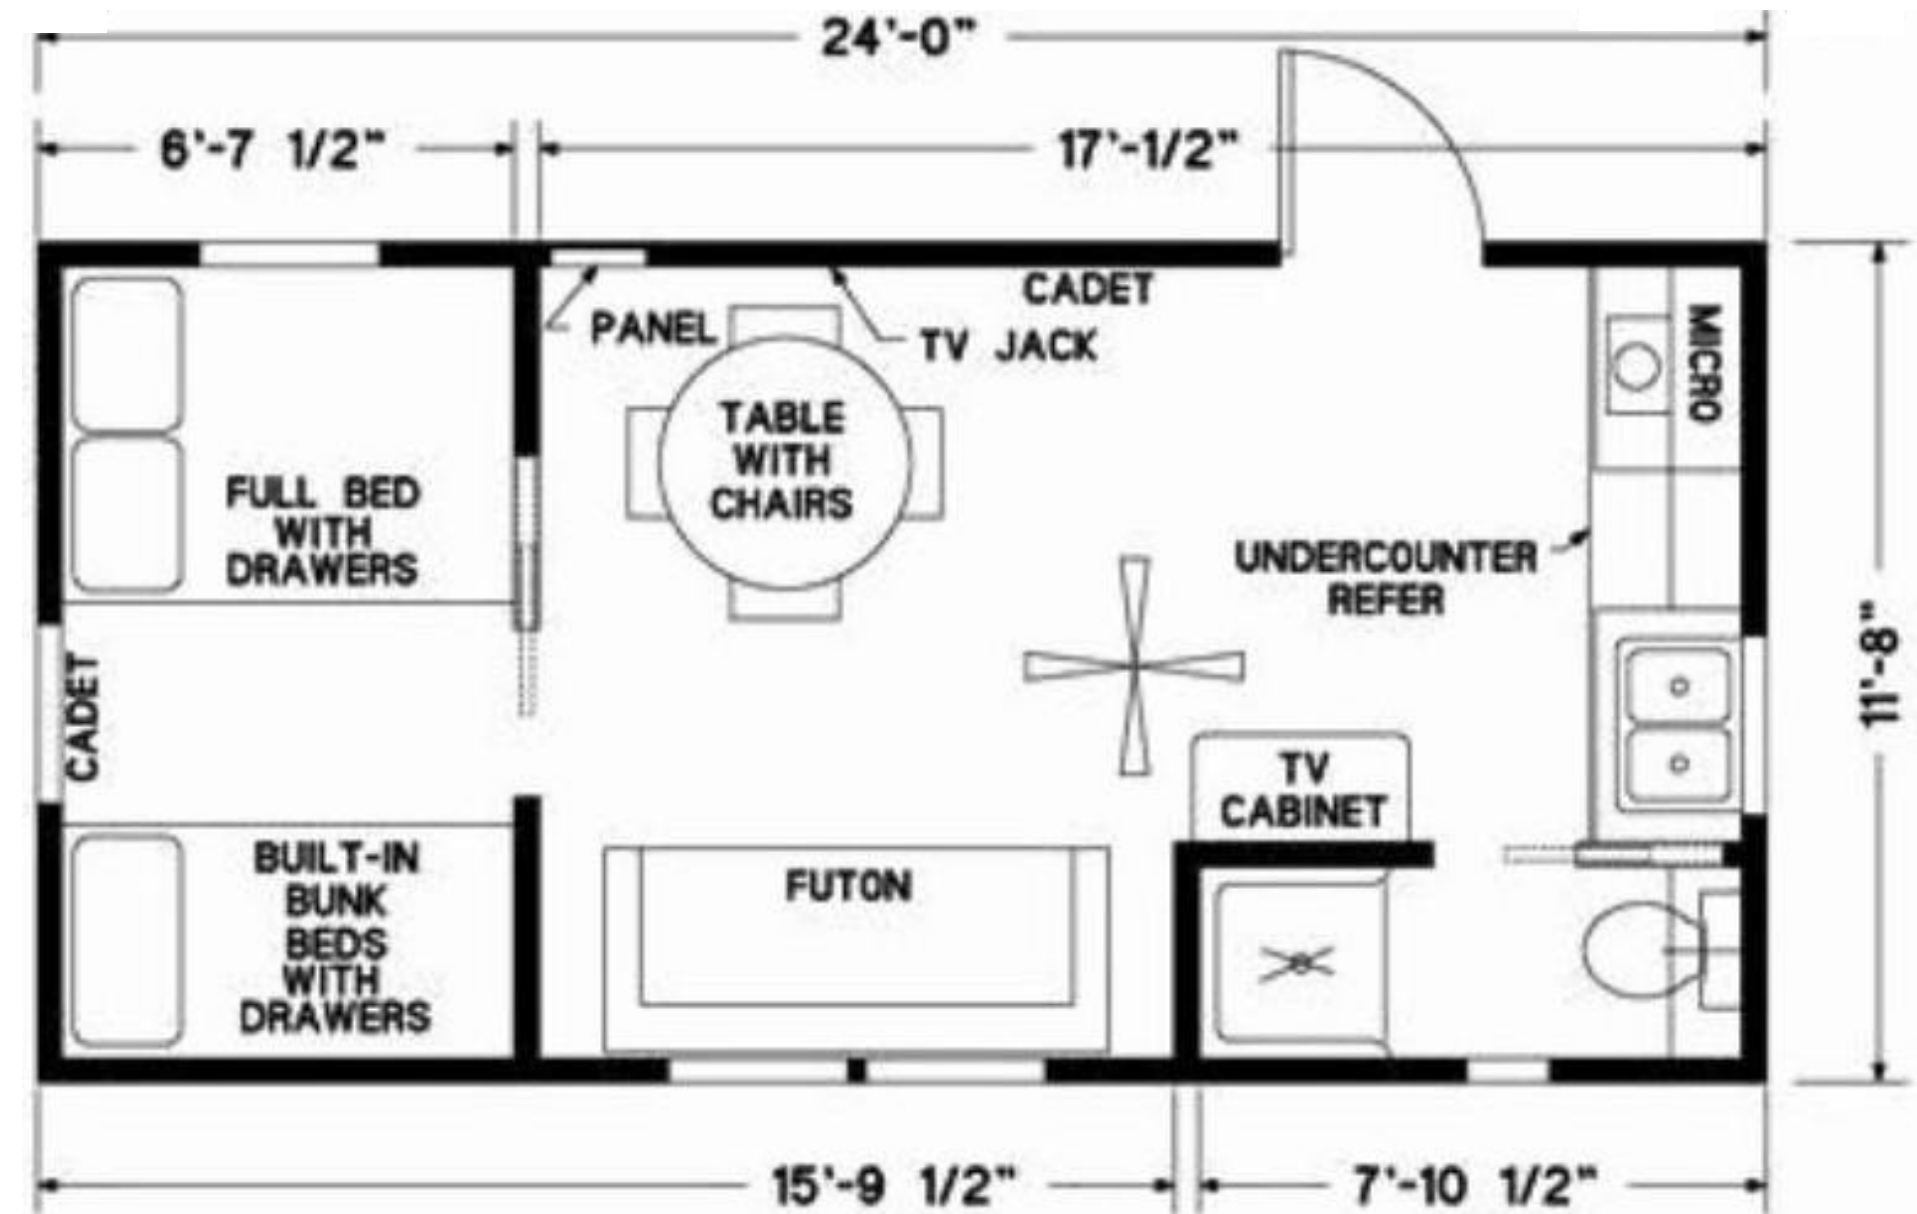 24'-0"
6'-7 1/2"
17'-1/2"
CADET
PANEL
TV JACK
MICRO
TABLE
WITH
CHAIRS
FULL BED
WITH
DRAWERS
UNDERCOUNTER
REFER
11'-8"
CADET
TV
CABINET
BUILT-IN
BUNK
BEDS
WITH
DRAWERS
FUTON
15'-9 1/2"
7'-10 1/2"